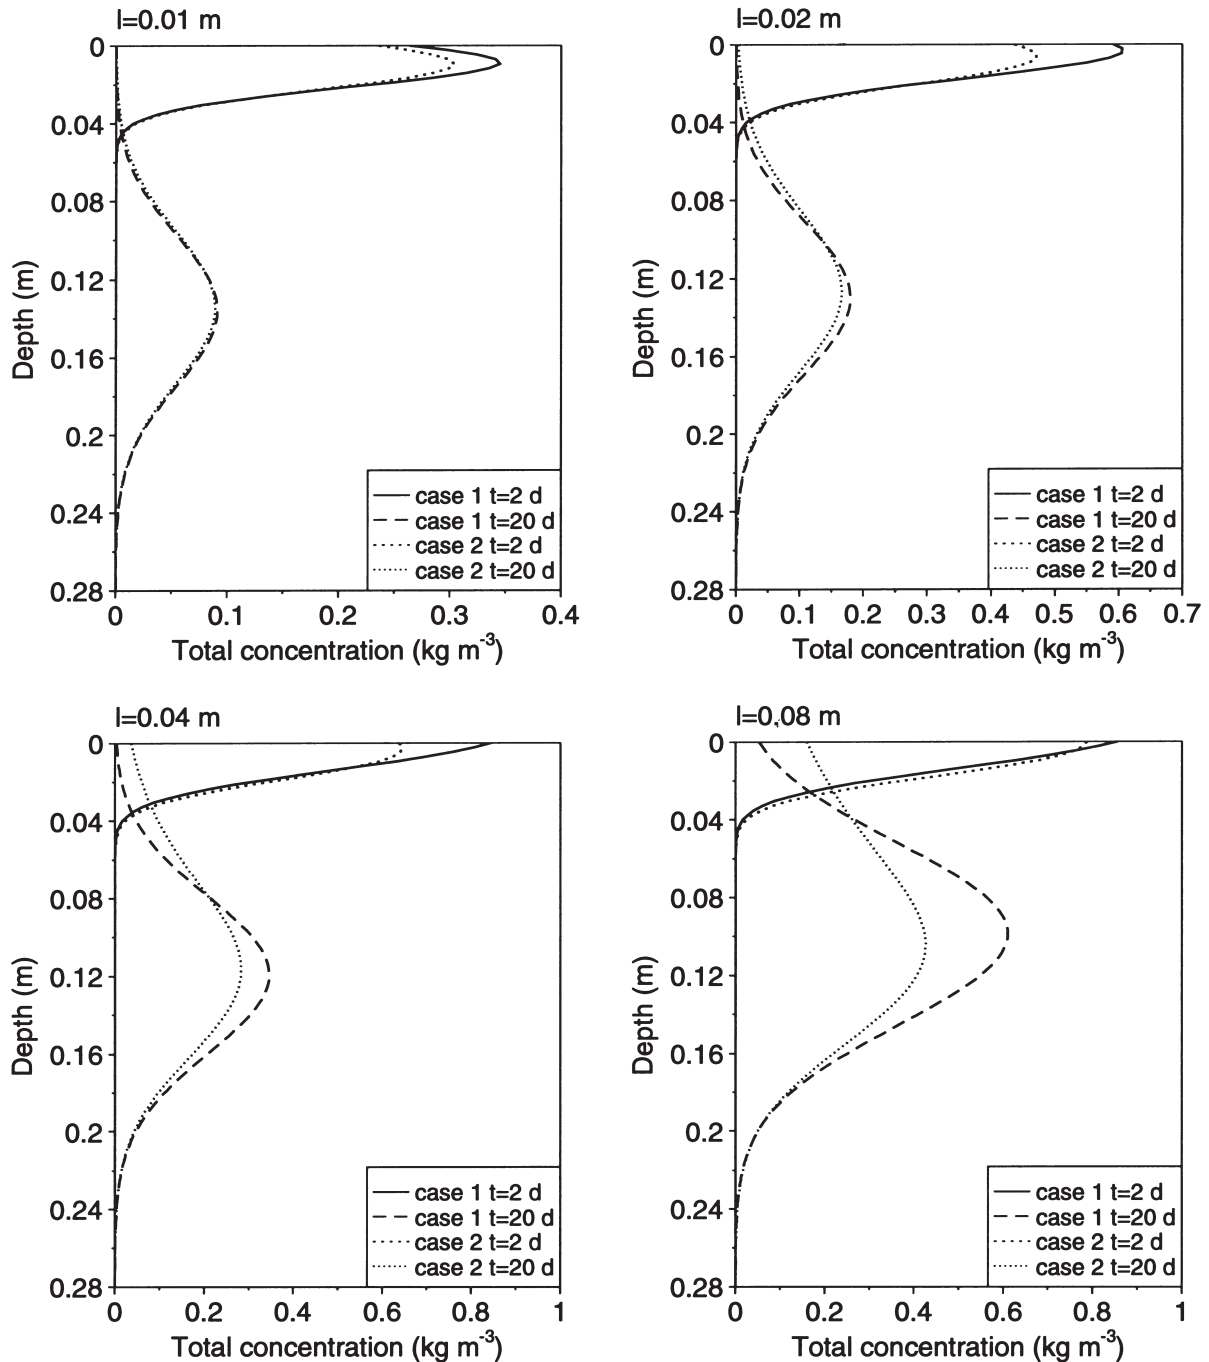 l=0.01 m
0
0.04
0.08
0.12
0.16
0.2
0.24
0.28
Depth (m)
case 1 t=2 d
case 1 t=20 d
case 2 t=2 d
case 2 t=20 d
0 0.1 0.2 0.3 0.4
Total concentration (kg m-3)
l=0.02 m
0
0.04
0.08
0.12
0.16
0.2
0.24
0.28
Depth (m)
case 1 t=2 d
case 1 t=20 d
case 2 t=2 d
case 2 t=20 d
0 0.1 0.2 0.3 0.4 0.5 0.6 0.7
Total concentration (kg m-3)
l=0.04 m
0
0.04
0.08
0.12
0.16
0.2
0.24
0.28
Depth (m)
case 1 t=2 d
case 1 t=20 d
case 2 t=2 d
case 2 t=20 d
0 0.2 0.4 0.6 0.8 1
Total concentration (kg m-3)
l=0.08 m
0
0.04
0.08
0.12
0.16
0.2
0.24
0.28
Depth (m)
case 1 t=2 d
case 1 t=20 d
case 2 t=2 d
case 2 t=20 d
0 0.2 0.4 0.6 0.8 1
Total concentration (kg m-3)